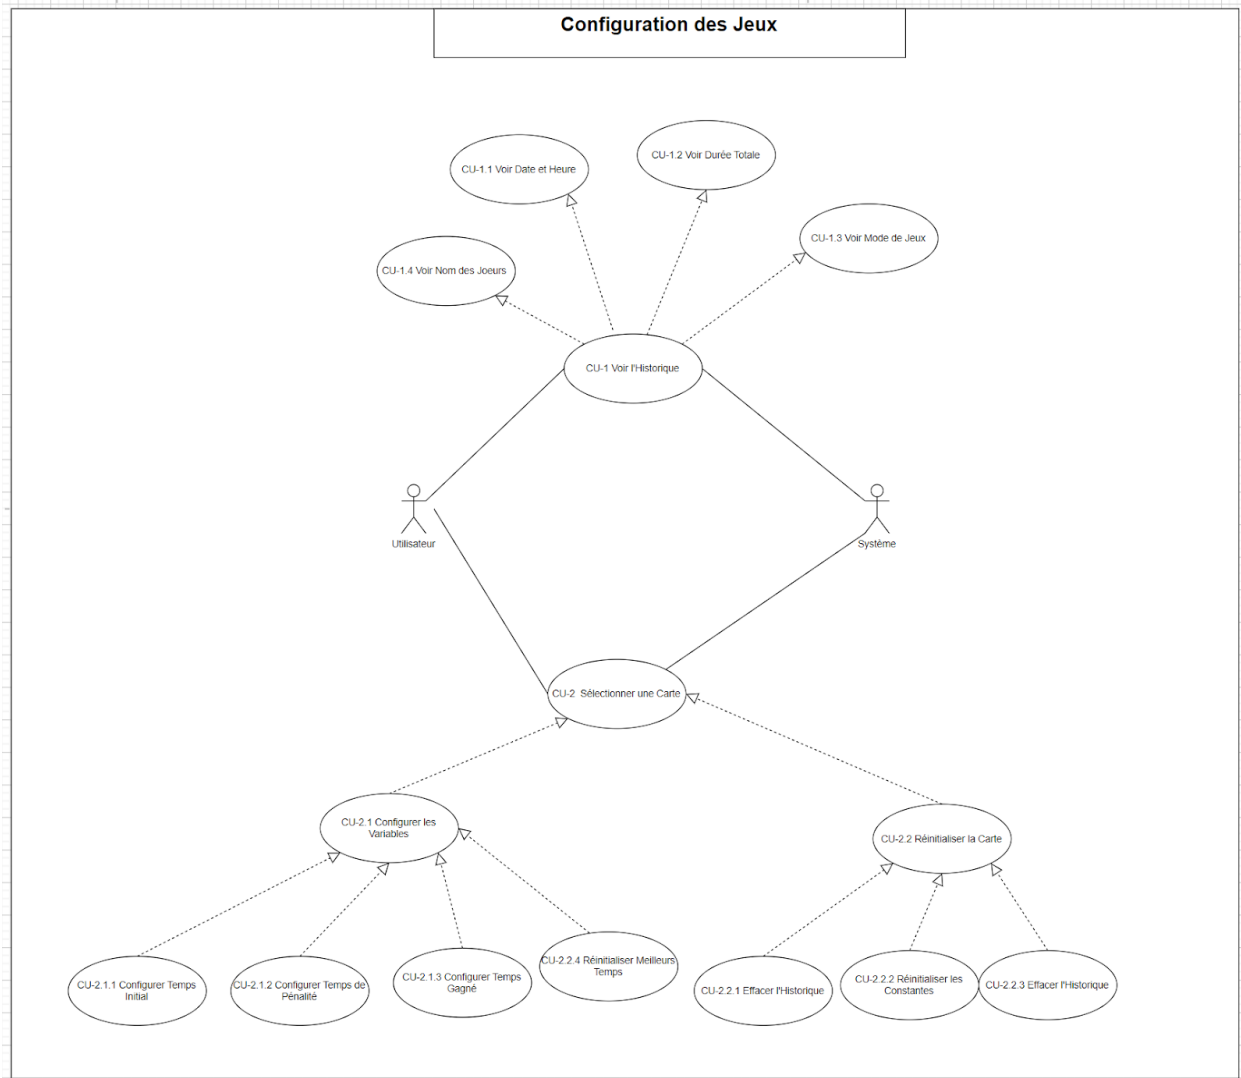 Configuration des Jeux
CU-1.1 Voir Date et Heure
CU-1.2 Voir Durée Totale
CU-1.3 Voir Mode de Jeux
CU-1.4 Voir Nom des Joeurs
CU-1 Voir l'Historique
Utilisateur
Système
CU-2 Sélectionner une Carte
CU-2.1 Configurer les
Variables
CU-2.2 Réinitialiser la Carte
CU-2.1.1 Configurer Temps
Initial
CU-2.1.2 Configurer Temps de
Pénalité
CU-2.1.3 Configurer Temps
Gagné
CU-2.2.4 Réinitialiser Meilleurs
Temps
CU-2.2.1 Effacer l'Historique
CU-2.2.2 Réinitialiser les
Constantes
CU-2.2.3 Effacer l'Historique